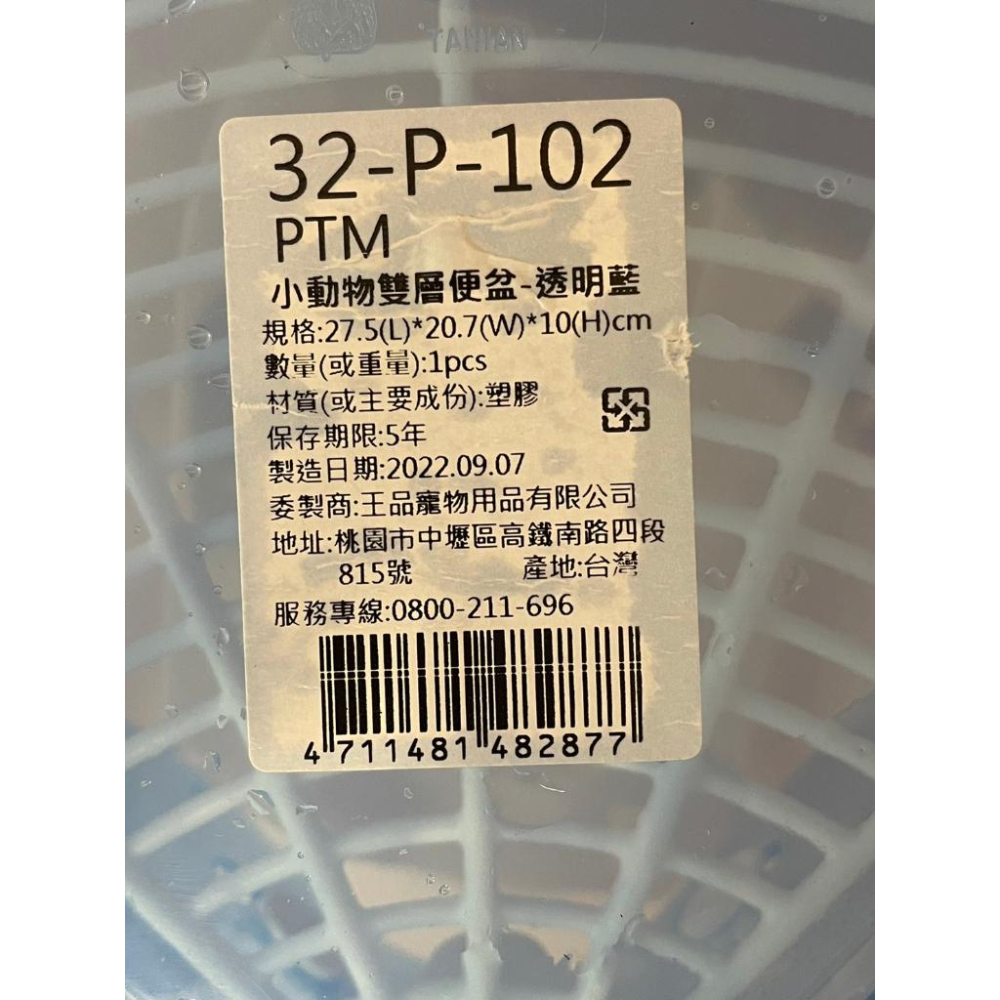 TAIWAN
32-P-102
PTM
小動物雙層便盆-透明藍
規格:27.5(L)*20.7(W)*10(H)cm
數量(或重量):1pcs
材質(或主要成份):塑膠
保存期限:5年
製造日期:2022.09.07
委製商:王品寵物用品有限公司
地址:桃園市中壢區高鐵南路四段
815號 產地:台灣
服務專線:0800-211-696
4 711481 482877